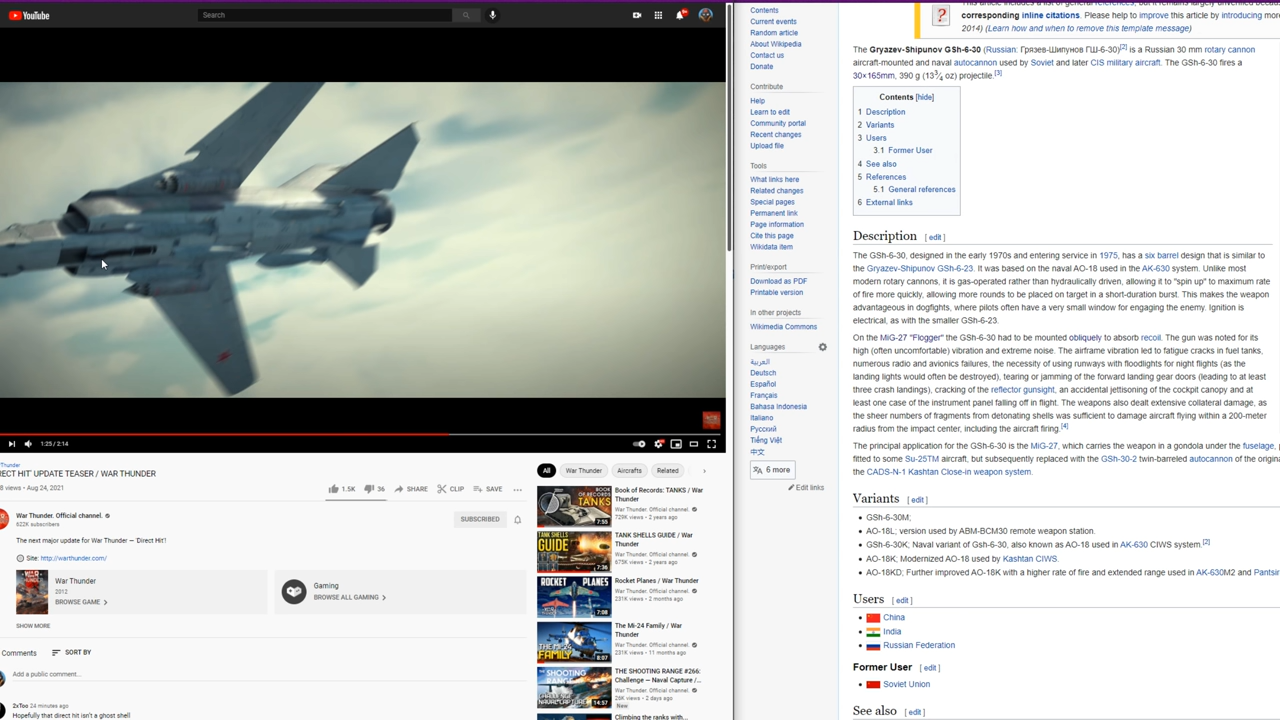 YouTube
Search
1:25 / 2:14
Thunder
RECT HIT' UPDATE TEASER / WAR THUNDER
8 views • Aug 24, 2021
1.5K
36
SHARE
CLIP
SAVE
War Thunder. Official channel.
622K subscribers
SUBSCRIBED
The next major update for War Thunder — Direct Hit!
Site: http://warthunder.com/
War Thunder
2012
BROWSE GAME
Gaming
BROWSE ALL GAMING
SHOW MORE
Comments
SORT BY
Add a public comment...
2xToo 24 minutes ago
Hopefully that direct hit isn't a ghost shell
All
War Thunder
Aircrafts
Related
Book of Records: TANKS / War
Thunder
War Thunder. Official channel.
729K views • 2 years ago
7:55
TANK SHELLS GUIDE / War
Thunder
War Thunder. Official channel.
675K views • 2 years ago
7:36
Rocket Planes / War Thunder
War Thunder. Official channel.
231K views • 2 months ago
7:08
The Mi-24 Family / War
Thunder
War Thunder. Official channel.
231K views • 11 months ago
8:07
THE SHOOTING RANGE #266:
Challenge — Naval Capture /...
War Thunder. Official channel.
26K views • 2 days ago
New
14:57
Climbing the ranks with...
Contents
Current events
Random article
About Wikipedia
Contact us
Donate
Contribute
Help
Learn to edit
Community portal
Recent changes
Upload file
Tools
What links here
Related changes
Special pages
Permanent link
Page information
Cite this page
Wikidata item
Print/export
Download as PDF
Printable version
In other projects
Wikimedia Commons
Languages
العربية
Deutsch
Español
Français
Bahasa Indonesia
Italiano
Русский
Tiếng Việt
中文
6 more
Edit links
This article includes a list of general references, but it remains largely unverified because
corresponding inline citations. Please help to improve this article by introducing more
2014) (Learn how and when to remove this template message)
The Gryazev-Shipunov GSh-6-30 (Russian: Грязев-Шипунов ГШ-6-30)[2] is a Russian 30 mm rotary cannon
aircraft-mounted and naval autocannon used by Soviet and later CIS military aircraft. The GSh-6-30 fires a
30×165mm, 390 g (13 3⁄4 oz) projectile.[3]
Contents [hide]
1 Description
2 Variants
3 Users
3.1 Former User
4 See also
5 References
5.1 General references
6 External links
Description [ edit ]
The GSh-6-30, designed in the early 1970s and entering service in 1975, has a six barrel design that is similar to
the Gryazev-Shipunov GSh-6-23. It was based on the naval AO-18 used in the AK-630 system. Unlike most
modern rotary cannons, it is gas-operated rather than hydraulically driven, allowing it to "spin up" to maximum rate
of fire more quickly, allowing more rounds to be placed on target in a short-duration burst. This makes the weapon
advantageous in dogfights, where pilots often have a very small window for engaging the enemy. Ignition is
electrical, as with the smaller GSh-6-23.
On the MiG-27 "Flogger" the GSh-6-30 had to be mounted obliquely to absorb recoil. The gun was noted for its
high (often uncomfortable) vibration and extreme noise. The airframe vibration led to fatigue cracks in fuel tanks,
numerous radio and avionics failures, the necessity of using runways with floodlights for night flights (as the
landing lights would often be destroyed), tearing or jamming of the forward landing gear doors (leading to at least
three crash landings), cracking of the reflector gunsight, an accidental jettisoning of the cockpit canopy and at
least one case of the instrument panel falling off in flight. The weapons also dealt extensive collateral damage, as
the sheer numbers of fragments from detonating shells was sufficient to damage aircraft flying within a 200-meter
radius from the impact center, including the aircraft firing.[4]
The principal application for the GSh-6-30 is the MiG-27, which carries the weapon in a gondola under the fuselage,
fitted to some Su-25TM aircraft, but subsequently replaced with the GSh-30-2 twin-barreled autocannon of the origina
the CADS-N-1 Kashtan Close-in weapon system.
Variants [ edit ]
• GSh-6-30M;
• AO-18L; version used by ABM-BCM30 remote weapon station.
• GSh-6-30K; Naval variant of Gsh-6-30, also known as AO-18 used in AK-630 CIWS system.[2]
• AO-18K; Modernized AO-18 used by Kashtan CIWS.
• AO-18KD; Further improved AO-18K with a higher rate of fire and extended range used in AK-630M2 and Pantsir
Users [ edit ]
• China
• India
• Russian Federation
Former User [ edit ]
• Soviet Union
See also [ edit ]